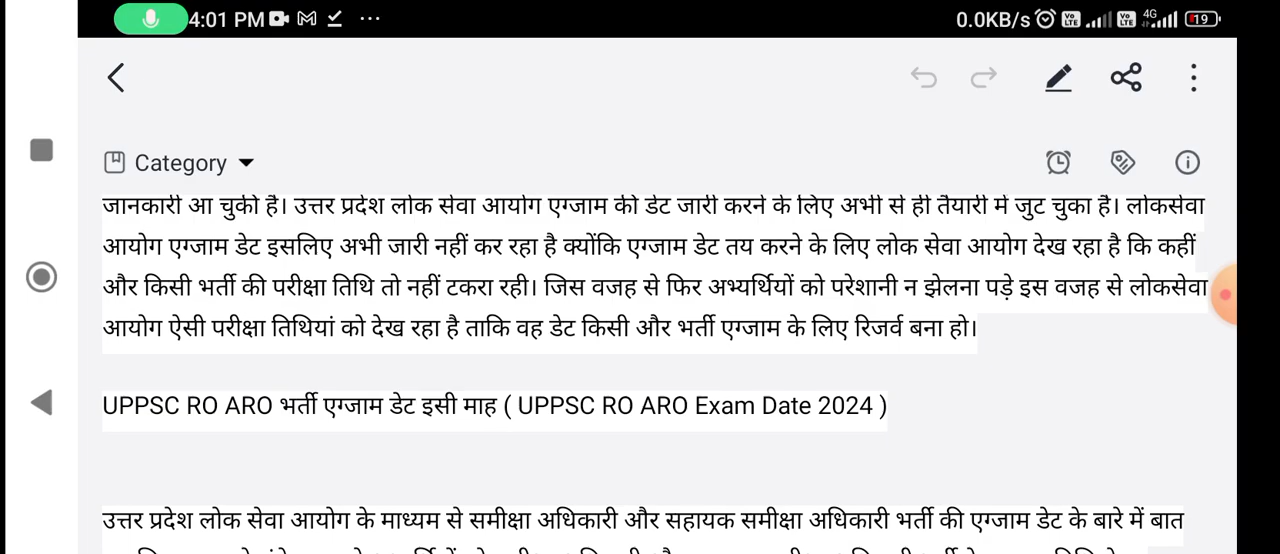 4:01 PM
0.0KB/s
4G
19
Category
जानकारी आ चुकी है। उत्तर प्रदेश लोक सेवा आयोग एग्जाम की डेट जारी करने के लिए अभी से ही तैयारी में जुट चुका है। लोकसेवा
आयोग एग्जाम डेट इसलिए अभी जारी नहीं कर रहा है क्योंकि एग्जाम डेट तय करने के लिए लोक सेवा आयोग देख रहा है कि कहीं
और किसी भर्ती की परीक्षा तिथि तो नहीं टकरा रही। जिस वजह से फिर अभ्यर्थियों को परेशानी न झेलना पड़े इस वजह से लोकसेवा
आयोग ऐसी परीक्षा तिथियां को देख रहा है ताकि वह डेट किसी और भर्ती एग्जाम के लिए रिजर्व बना हो।
UPPSC RO ARO भर्ती एग्जाम डेट इसी माह ( UPPSC RO ARO Exam Date 2024 )
उत्तर प्रदेश लोक सेवा आयोग के माध्यम से समीक्षा अधिकारी और सहायक समीक्षा अधिकारी भर्ती की एग्जाम डेट के बारे में बात